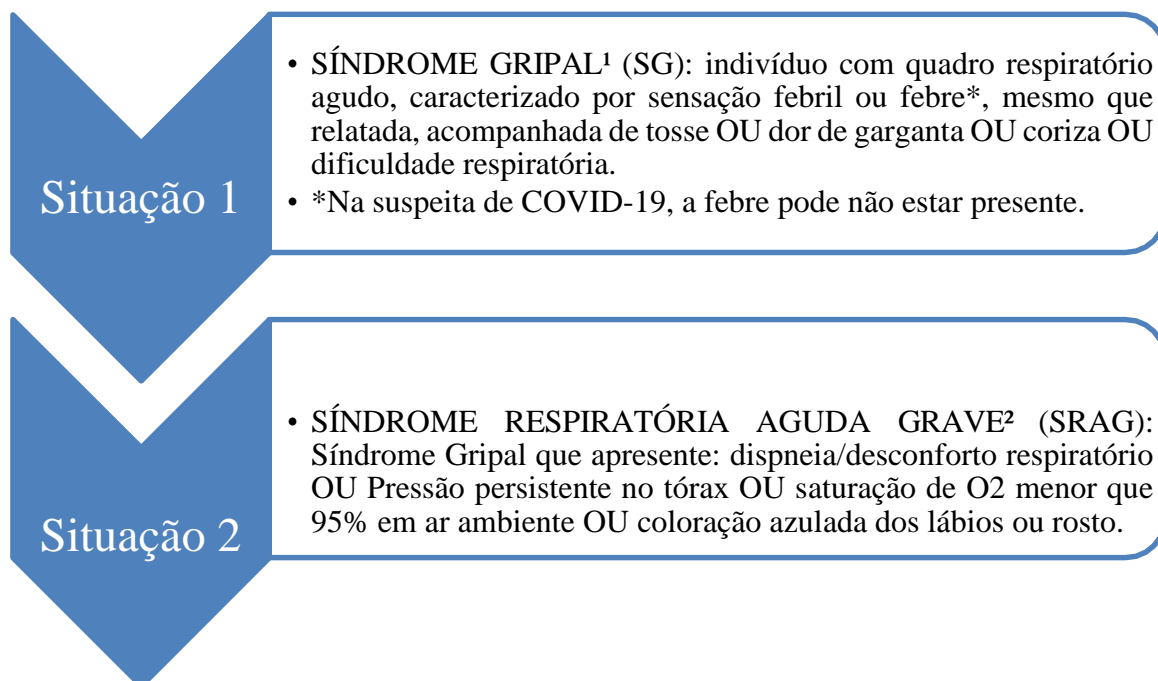 Situação 1
• SÍNDROME GRIPAL¹ (SG): indivíduo com quadro respiratório
agudo, caracterizado por sensação febril ou febre*, mesmo que
relatada, acompanhada de tosse OU dor de garganta OU coriza OU
dificuldade respiratória.
• *Na suspeita de COVID-19, a febre pode não estar presente.
Situação 2
• SÍNDROME RESPIRATÓRIA AGUDA GRAVE² (SRAG):
Síndrome Gripal que apresente: dispneia/desconforto respiratório
OU Pressão persistente no tórax OU saturação de O2 menor que
95% em ar ambiente OU coloração azulada dos lábios ou rosto.